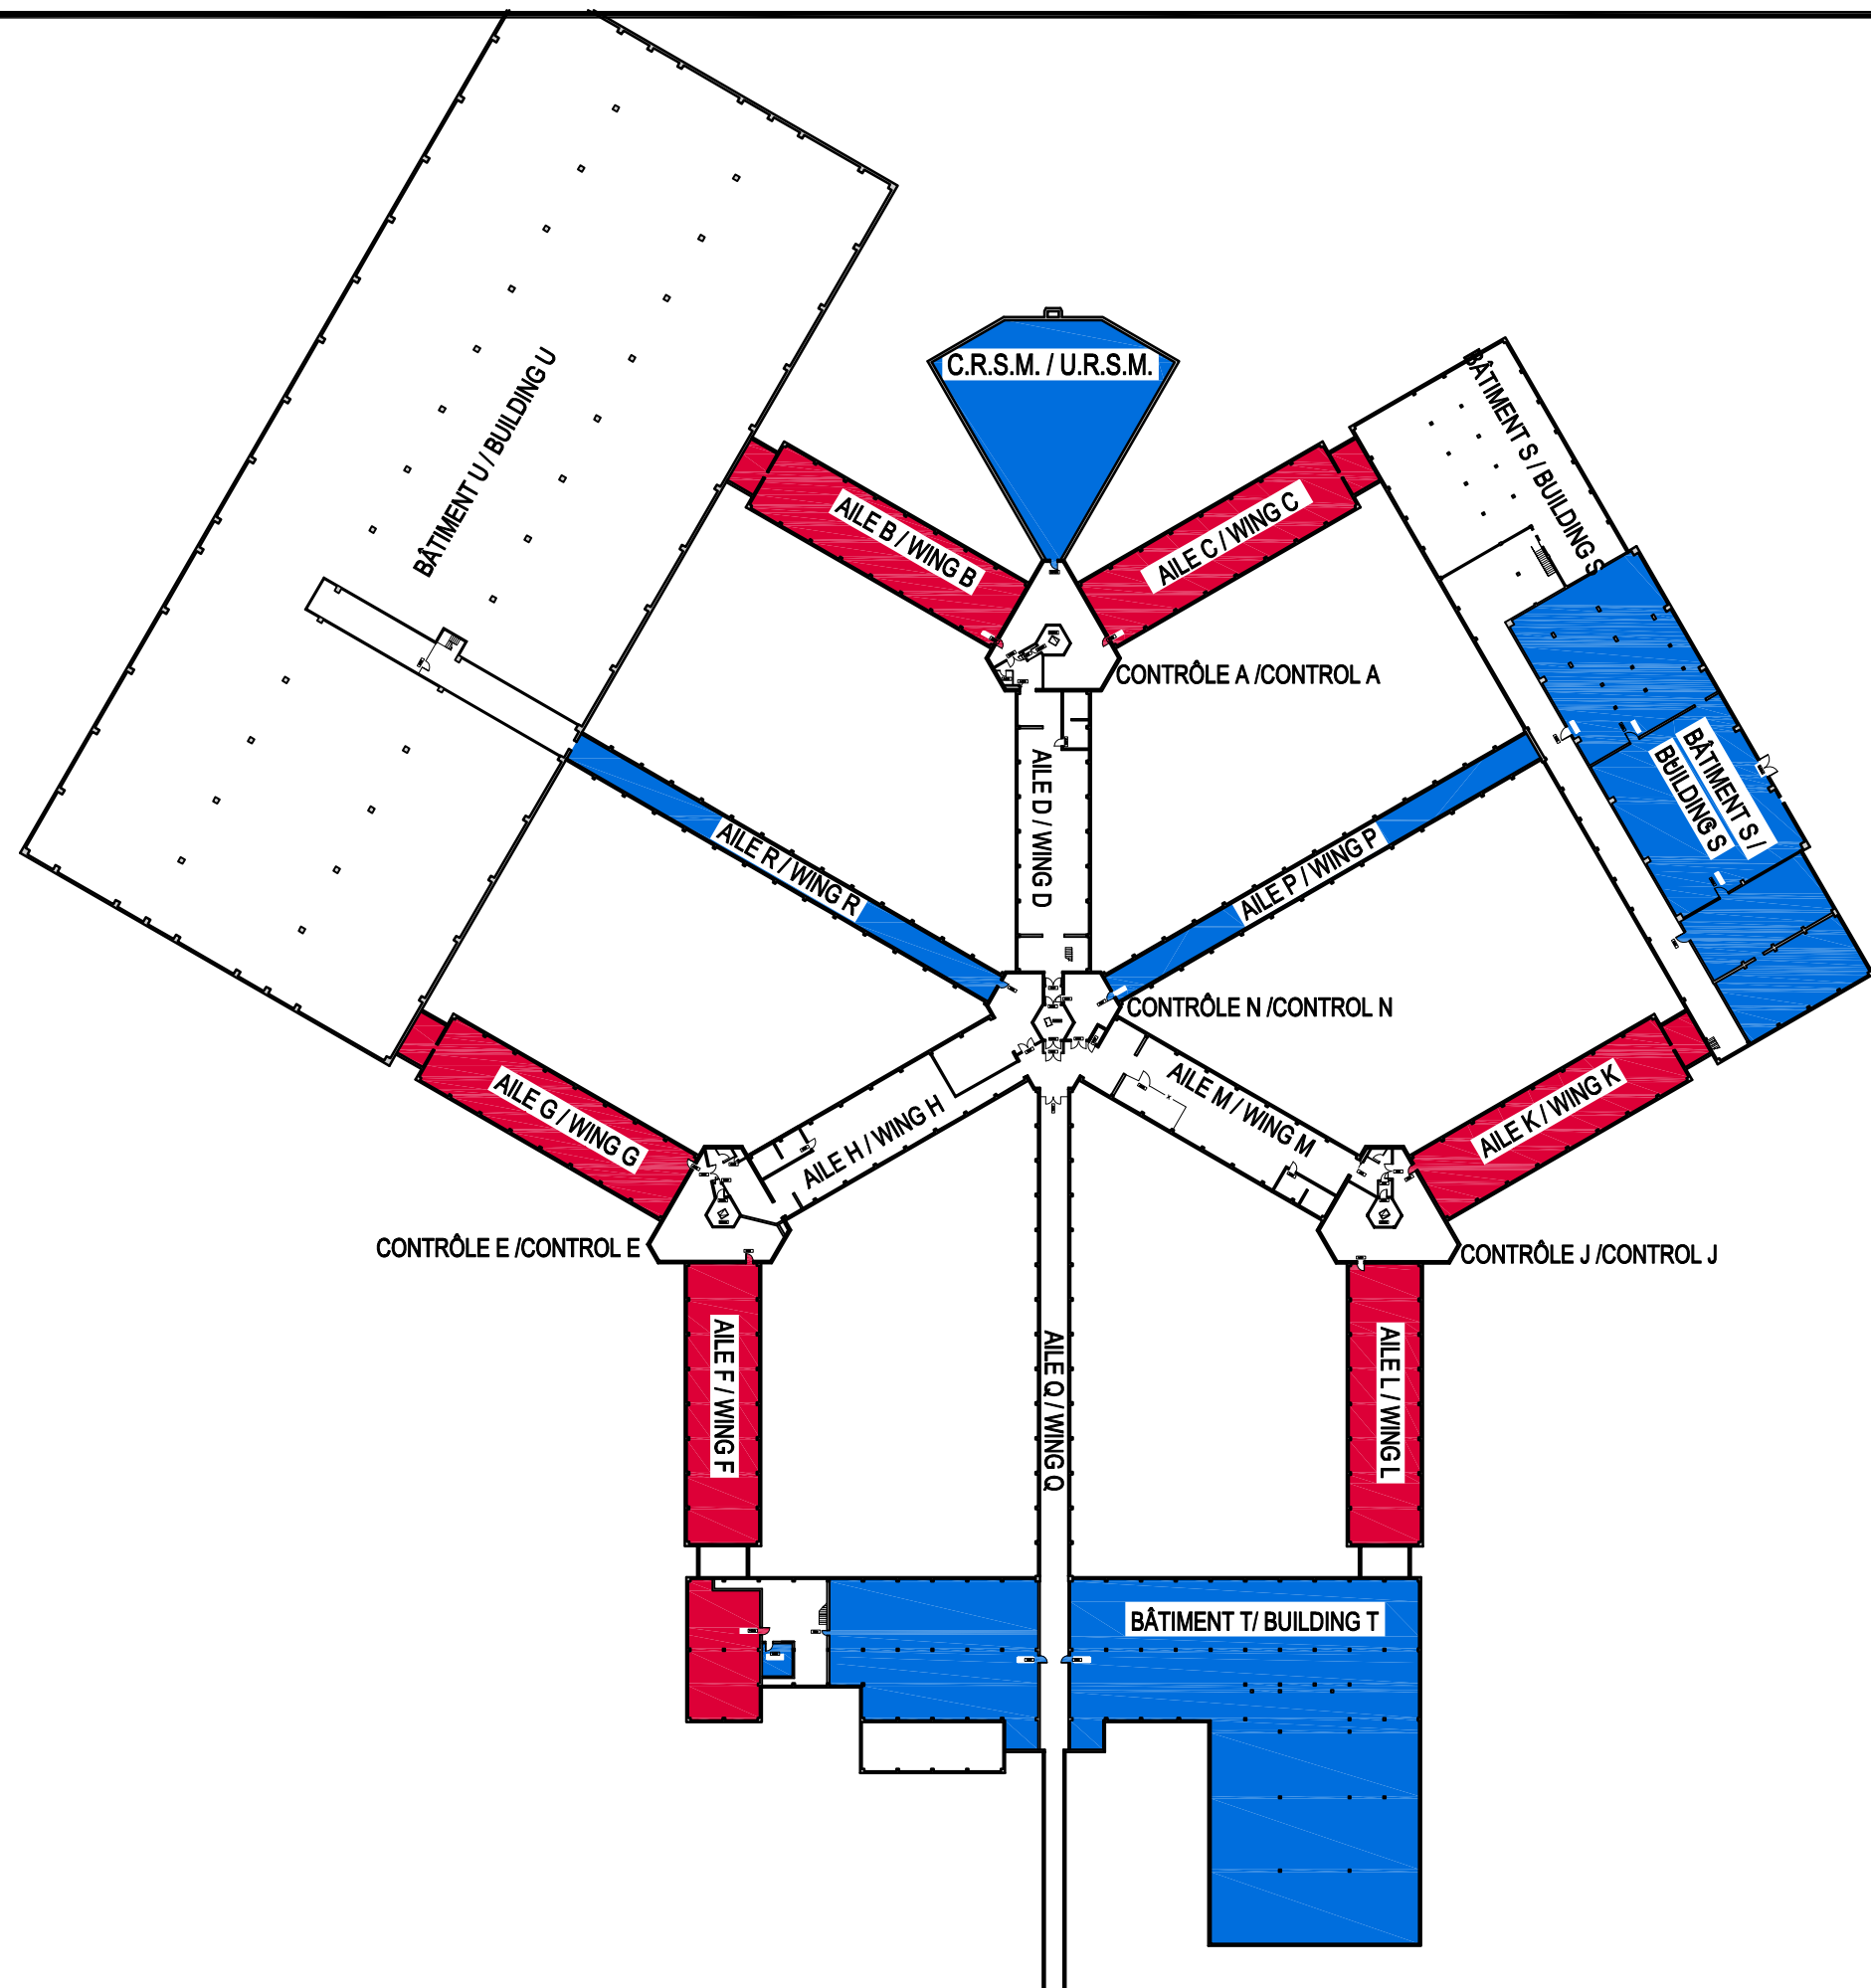 C.R.S.M. / U.R.S.M.
BÂTIMENT U / BUILDING U
BÂTIMENT S / BUILDING S
AILE B / WING B
AILE C / WING C
CONTRÔLE A /CONTROL A
AILE D / WING D
BÂTIMENT S /
BUILDING S
AILE R / WING R
AILE P / WING P
CONTRÔLE N /CONTROL N
AILE G / WING G
AILE H / WING H
AILE M / WING M
AILE K / WING K
CONTRÔLE E /CONTROL E
CONTRÔLE J /CONTROL J
AILE F / WING F
AILE Q / WING Q
AILE L / WING L
BÂTIMENT T/ BUILDING T